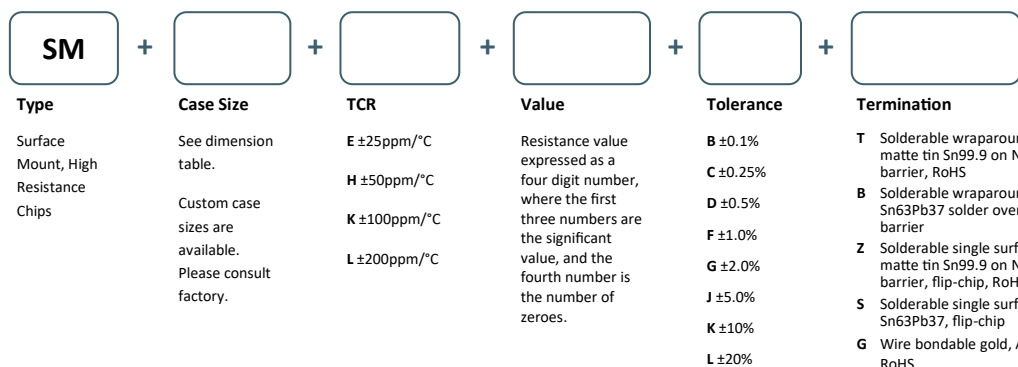 SM + + + + +
Type
Surface
Mount, High
Resistance
Chips
Case Size
See dimension
table.
Custom case
sizes are
available.
Please consult
factory.
TCR
E ±25ppm/°C
H ±50ppm/°C
K ±100ppm/°C
L ±200ppm/°C
Value
Resistance value
expressed as a
four digit number,
where the first
three numbers are
the significant
value, and the
fourth number is
the number of
zeroes.
Tolerance
B ±0.1%
C ±0.25%
D ±0.5%
F ±1.0%
G ±2.0%
J ±5.0%
K ±10%
L ±20%
Termination
T Solderable
matte tin Sn99.9 on
barrier, RoHS
B Solderable
Sn63Pb37 solder
barrier
Z Solderable single
matte tin Sn99.9 on
barrier, flip-chip,
S Solderable single
Sn63Pb37, flip-chip
G Wire bondable gold,
RoHS